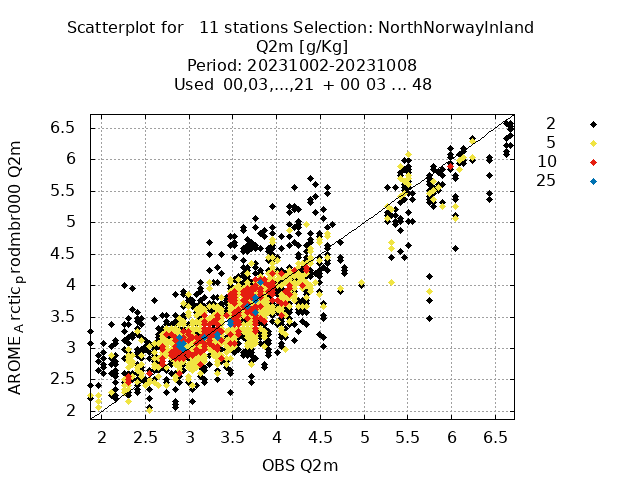 Scatterplot for 11 stations Selection: NorthNorwayInland
Q2m [g/Kg]
Period: 20231002-20231008
Used 00,03,...,21 + 00 03 ... 48
2
5
10
25
AROME_Arctic_prodmbr000 Q2m
6.5
6
5.5
5
4.5
4
3.5
3
2.5
2
2 2.5 3 3.5 4 4.5 5 5.5 6 6.5
OBS Q2m